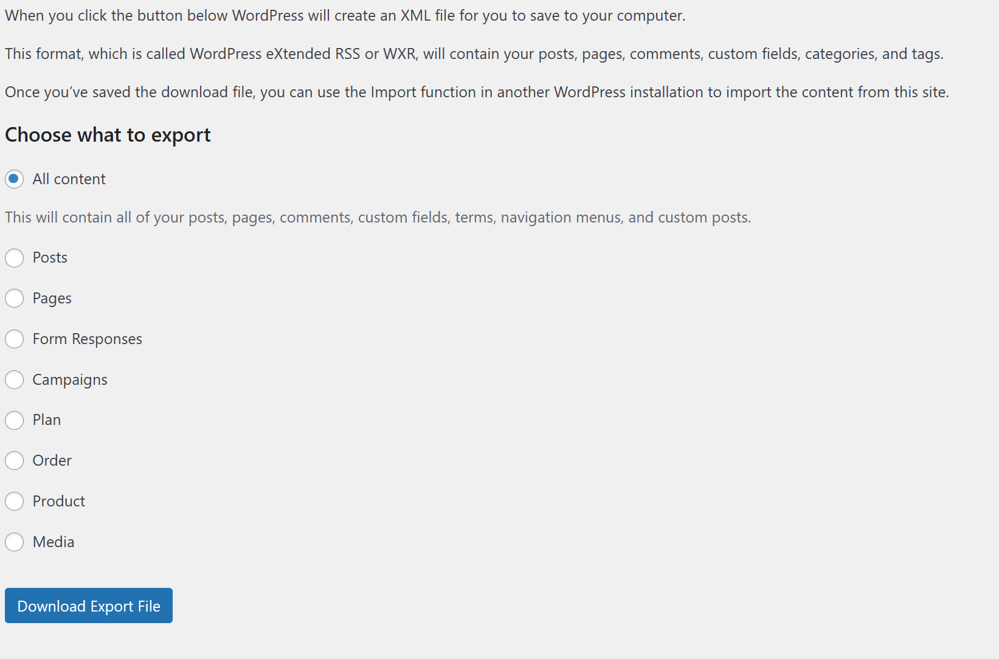 When you click the button below WordPress will create an XML file for you to save to your computer.
This format, which is called WordPress eXtended RSS or WXR, will contain your posts, pages, comments, custom fields, categories, and tags.
Once you’ve saved the download file, you can use the Import function in another WordPress installation to import the content from this site.
Choose what to export
All content
This will contain all of your posts, pages, comments, custom fields, terms, navigation menus, and custom posts.
Posts
Pages
Form Responses
Campaigns
Plan
Order
Product
Media
Download Export File